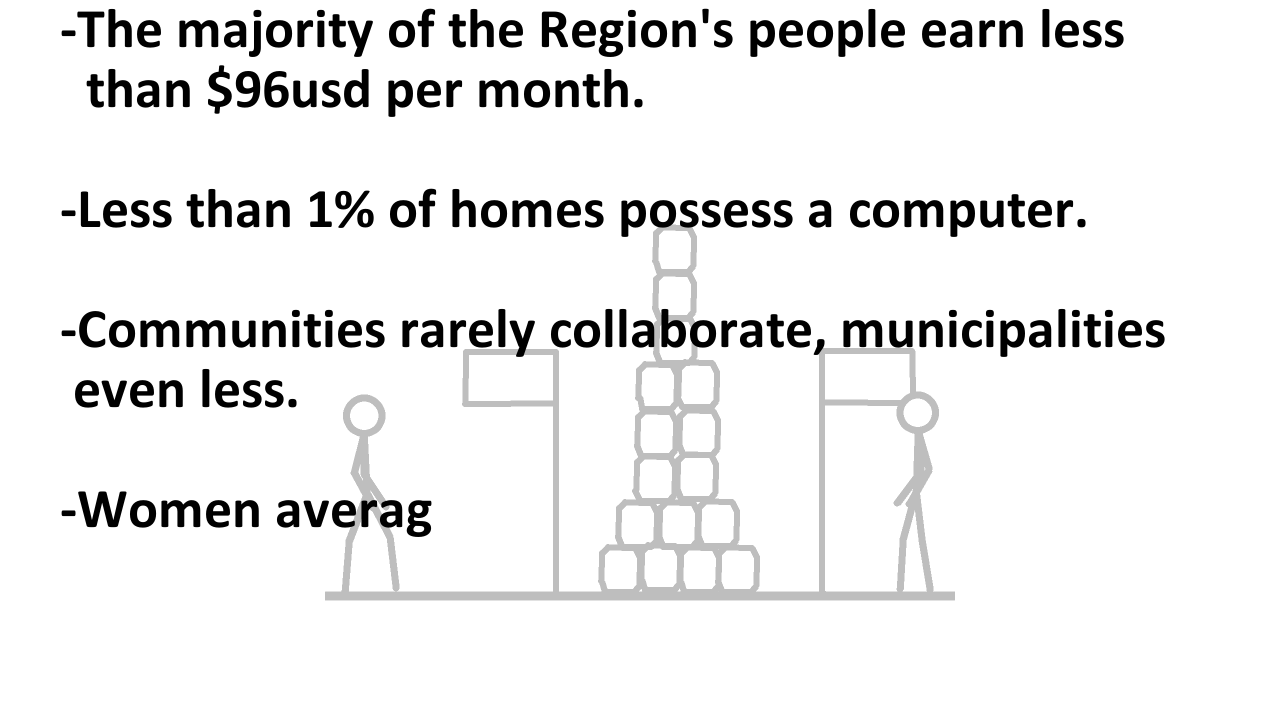 -The majority of the Region's people earn less
than $96usd per month.
-Less than 1% of homes possess a computer.
-Communities rarely collaborate, municipalities
even less.
-Women averag